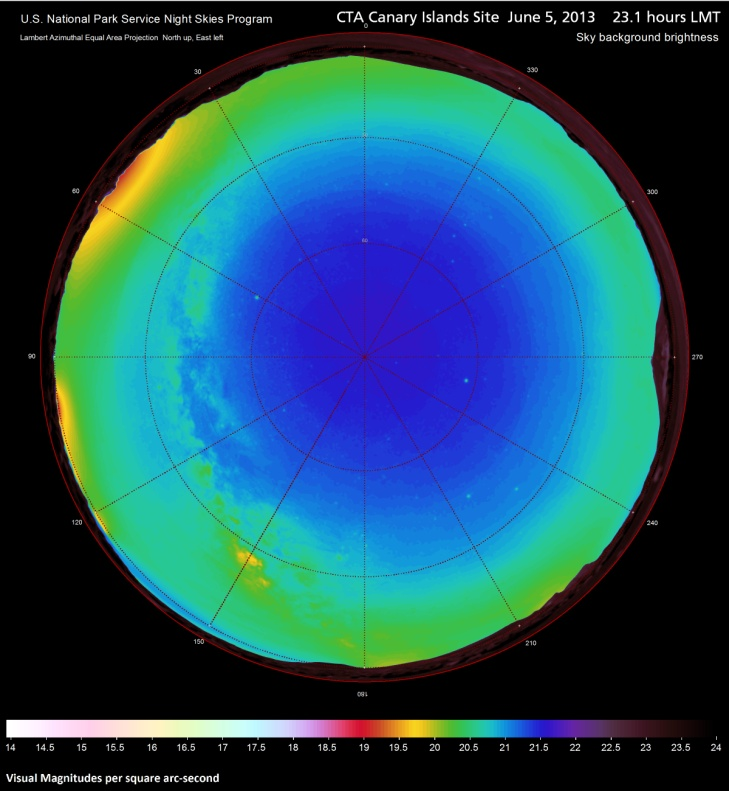 U.S. National Park Service Night Skies Program
CTA Canary Islands Site June 5, 2013 23.1 hours LMT
Lambert Azimuthal Equal Area Projection North up, East left
Sky background brightness
0
30
330
60
300
60
90
270
120
240
150
210
180
14 14.5 15 15.5 16 16.5 17 17.5 18 18.5 19 19.5 20 20.5 21 21.5 22 22.5 23 23.5 24
Visual Magnitudes per square arc-second